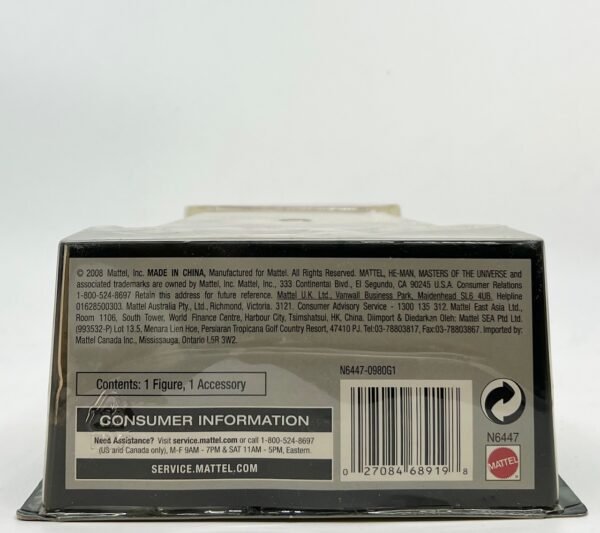 © 2008 Mattel, Inc. MADE IN CHINA, Manufactured for Mattel. All Rights Reserved. MATTEL, HE-MAN, MASTERS OF THE UNIVERSE and
associated trademarks are owned by Mattel, Inc. Mattel, Inc., 333 Continental Blvd., El Segundo, CA 90245 U.S.A. Consumer Relations
1-800-524-8697 Retain this address for future reference. Mattel U.K. Ltd., Vanwall Business Park, Maidenhead SL6 4UB. Helpline
01628500303. Mattel Australia Pty., Ltd., Richmond, Victoria. 3121. Consumer Advisory Service - 1300 135 312. Mattel East Asia Ltd.,
Room 1106, South Tower, World Finance Centre, Harbour City, Tsimshatsui, HK, China. Diimport & Diedarkan Oleh: Mattel SEA Ptd Ltd.
(993532-P) Lot 13.5, Menara Lien Hoe, Persiaran Tropicana Golf Country Resort, 47410 PJ. Tel:03-78803817, Fax:03-78803867. Imported by:
Mattel Canada Inc., Mississauga, Ontario L5R 3W2.
N6447-0980G1
Contents: 1 Figure, 1 Accessory
CONSUMER INFORMATION
Need Assistance? Visit service.mattel.com or call 1-800-524-8697
(US and Canada only), M-F 9AM - 7PM & SAT 11AM - 5PM, Eastern.
SERVICE.MATTEL.COM
0 27084 68919 8
N6447
MATTEL